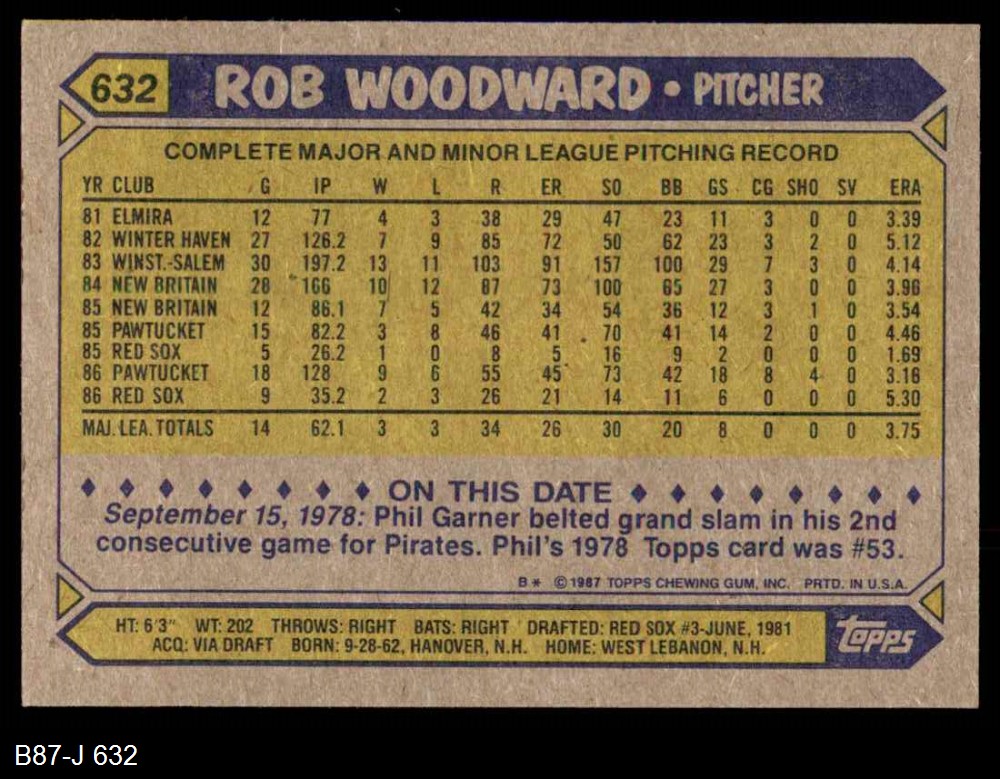 632 ROB WOODWARD • PITCHER
COMPLETE MAJOR AND MINOR LEAGUE PITCHING RECORD
YR CLUB G IP W L R ER SO BB GS CG SHO SV ERA
81 ELMIRA 12 77 4 3 38 29 47 23 11 3 0 0 3.39
82 WINTER HAVEN 27 126.2 7 9 85 72 50 62 23 3 2 0 5.12
83 WINST.-SALEM 30 197.2 13 11 103 91 157 100 29 7 3 0 4.14
84 NEW BRITAIN 28 166 10 12 87 73 100 65 27 3 0 0 3.96
85 NEW BRITAIN 12 86.1 7 5 42 34 54 36 12 3 1 0 3.54
85 PAWTUCKET 15 82.2 3 8 46 41 70 41 14 2 0 0 4.46
85 RED SOX 5 26.2 1 0 8 5 16 9 2 0 0 0 1.69
86 PAWTUCKET 18 128 9 6 55 45 73 42 18 8 4 0 3.16
86 RED SOX 9 35.2 2 3 26 21 14 11 6 0 0 0 5.30
MAJ. LEA. TOTALS 14 62.1 3 3 34 26 30 20 8 0 0 0 3.75
♦ ♦ ♦ ♦ ♦ ♦ ♦ ♦ ON THIS DATE ♦ ♦ ♦ ♦ ♦ ♦ ♦ ♦
September 15, 1978: Phil Garner belted grand slam in his 2nd
consecutive game for Pirates. Phil's 1978 Topps card was #53.
B* ©1987 TOPPS CHEWING GUM, INC. PRTD. IN U.S.A.
HT: 6'3" WT: 202 THROWS: RIGHT BATS: RIGHT DRAFTED: RED SOX #3-JUNE, 1981
ACQ: VIA DRAFT BORN: 9-28-62, HANOVER, N.H. HOME: WEST LEBANON, N.H.
topps
B87-J 632